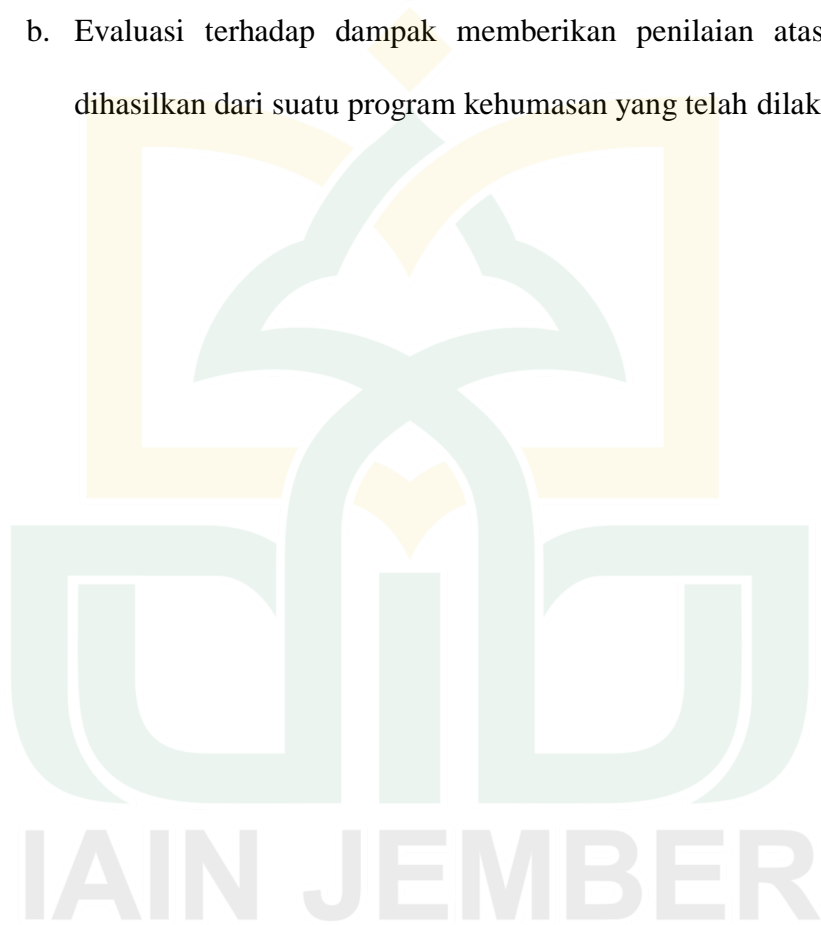 b. Evaluasi terhadap dampak memberikan penilaian atas
dihasilkan dari suatu program kehumasan yang telah dilak
IAIN JEMBER